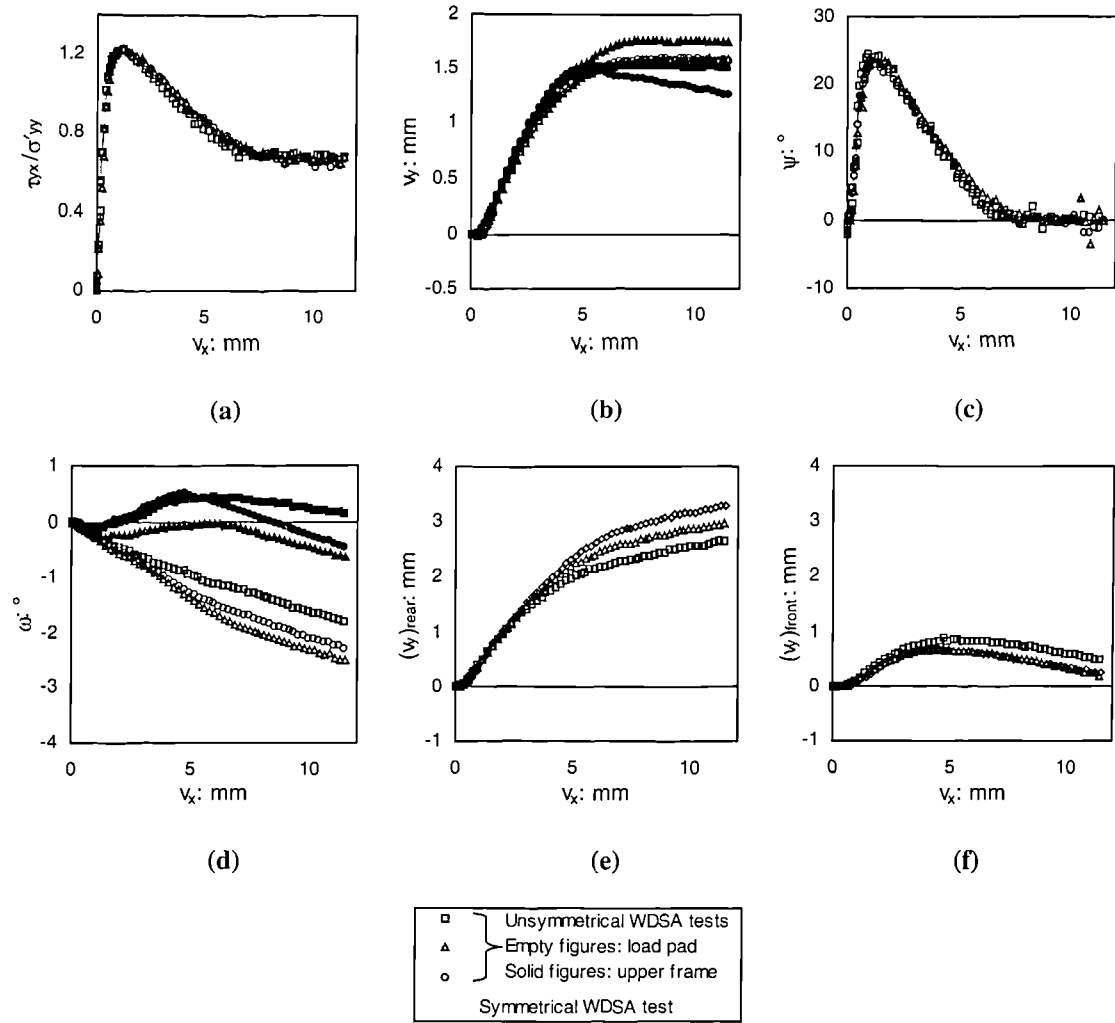 τyx/σ'yy
1.2
0.8
0.4
0
0 5 10
vx: mm
(a)
vy: mm
2
1.5
1
0.5
0
-0.5
0 5 10
vx: mm
(b)
ψ: °
30
20
10
0
-10
0 5 10
vx: mm
(c)
ω: °
1
0
-1
-2
-3
-4
0 5 10
vx: mm
(d)
(vy)rear: mm
4
3
2
1
0
-1
0 5 10
vx: mm
(e)
(vy)front: mm
4
3
2
1
0
-1
0 5 10
vx: mm
(f)
Unsymmetrical WDSA tests
Empty figures: load pad
Solid figures: upper frame
Symmetrical WDSA test